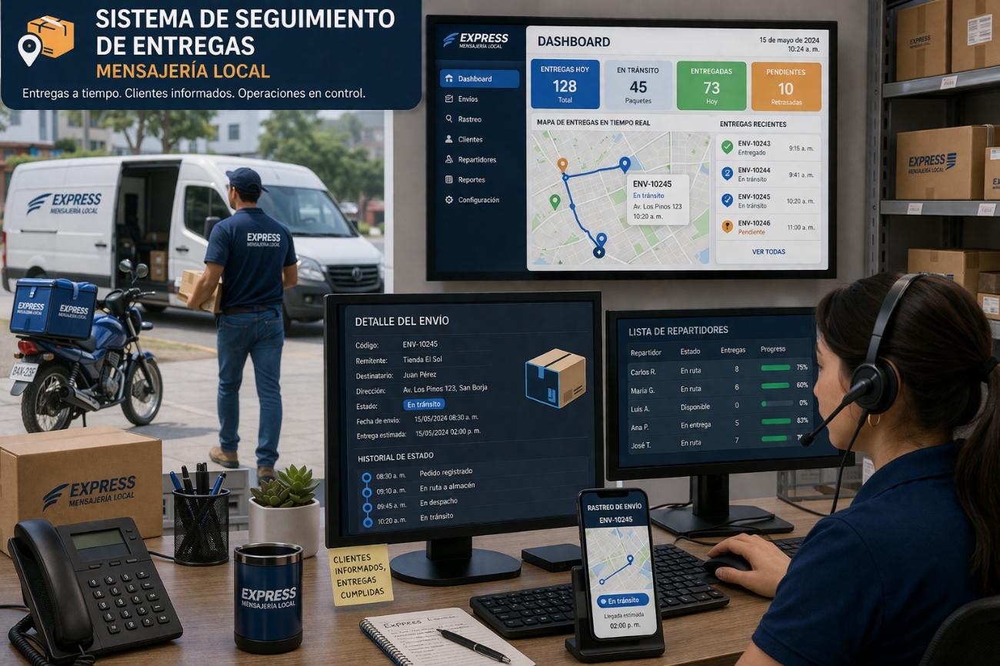 SISTEMA DE SEGUIMIENTO
DE ENTREGAS
MENSAJERÍA LOCAL
Entregas a tiempo. Clientes informados. Operaciones en control.
EXPRESS
MENSAJERÍA LOCAL
Dashboard
Envíos
Rastreo
Clientes
Repartidores
Reportes
Configuración
DASHBOARD
15 de mayo de 2024
10:24 a. m.
ENTREGAS HOY
128
Total
EN TRÁNSITO
45
Paquetes
ENTREGADAS
73
Hoy
PENDIENTES
10
Retrasadas
MAPA DE ENTREGAS EN TIEMPO REAL
ENV-10245
En tránsito
Av. Los Pinos 123
10:20 a. m.
ENTREGAS RECIENTES
ENV-10243 9:15 a. m.
Entregado
2
ENV-10244 9:41 a. m.
En tránsito
ENV-10245 10:20 a. m.
En tránsito
ENV-10246 11:00 a. m.
Pendiente
VER TODAS
EXPRESS
EXPRESS
MENSAJERÍA LOCAL
EXPRESS
EXPRESS
MENSAJERÍA LOCAL
EXPRESS
MENSAJERÍA LOCAL
EXPRESS
EXPRESS
BAX-23F
DETALLE DEL ENVÍO
Código: ENV-10245
Remitente: Tienda El Sol
Destinatario: Juan Pérez
Dirección: Av. Los Pinos 123, San Borja
Estado: En tránsito
Fecha de envío: 15/05/2024 08:30 a. m.
Entrega estimada: 15/05/2024 02:00 p. m.
HISTORIAL DE ESTADO
08:30 a. m. Pedido registrado
09:10 a. m. En ruta a almacén
09:45 a. m. En despacho
10:20 a. m. En tránsito
LISTA DE REPARTIDORES
Repartidor Estado Entregas Progreso
Carlos R. En ruta 8 75%
Maria G. En ruta 6 60%
Luis A. Disponible 0 0%
Ana P. En entrega 5 83%
José T. En ruta 7
EXPRESS
MENSAJERÍA LOCAL
EXPRESS
MENSAJERÍA LOCAL
CLIENTES
INFORMADOS,
ENTREGAS
CUMPLIDAS
RASTREO DE ENVÍO
ENV-10245
En tránsito
Llegada estimada
02:00 p. m.